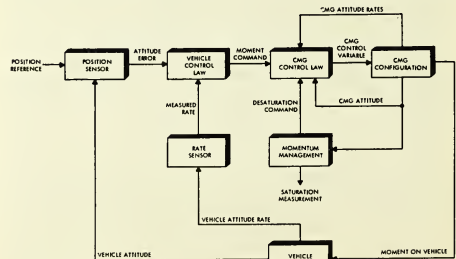 CMG ATTITUDE RATES
POSITION
REFERENCE
POSITION
SENSOR
ATTITUDE
ERROR
VEHICLE
CONTROL
LAW
MOMENT
COMMAND
CMG
CONTROL LAW
CMG
CONTROL
VARIABLE
CMG
CONFIGURATION
MEASURED
RATE
DESATURATION
COMMAND
CMG ATTITUDE
RATE
SENSOR
MOMENTUM
MANAGEMENT
SATURATION
MEASUREMENT
VEHICLE ATTITUDE RATE
VEHICLE ATTITUDE
VEHICLE
MOMENT ON VEHICLE